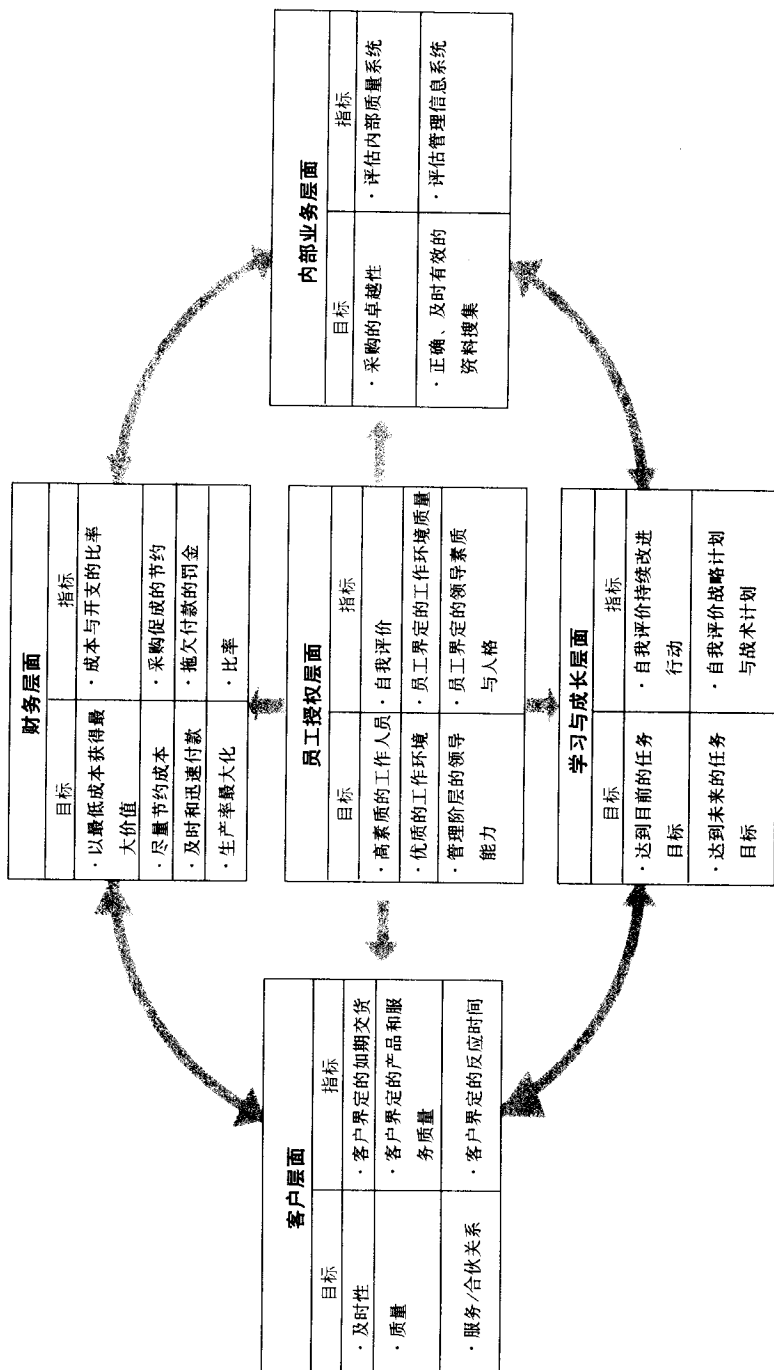 财务层面
目标 指标
·以最低成本获得最 ·成本与开支的比率
大价值
·尽量节约成本 ·采购促成的节约
·及时和迅速付款 ·拖欠付款的罚金
·生产率最大化 ·比率
客户层面
目标 指标
·及时性 ·客户界定的如期交货
·质量 ·客户界定的产品和服
务质量
·服务/合伙关系 ·客户界定的反应时间
员工授权层面
目标 指标
·高素质的工作人员 ·自我评价
·优质的工作环境 ·员工界定的工作环境质量
·管理阶层的领导 ·员工界定的领导素质
能力 与人格
内部业务层面
目标 指标
·采购的卓越性 ·评估内部质量系统
·正确、及时有效的 ·评估管理信息系统
资料搜集
学习与成长层面
目标 指标
·达到目前的任务 ·自我评价持续改进
目标 行动
·达到未来的任务 ·自我评价战略计划
目标 与战术计划